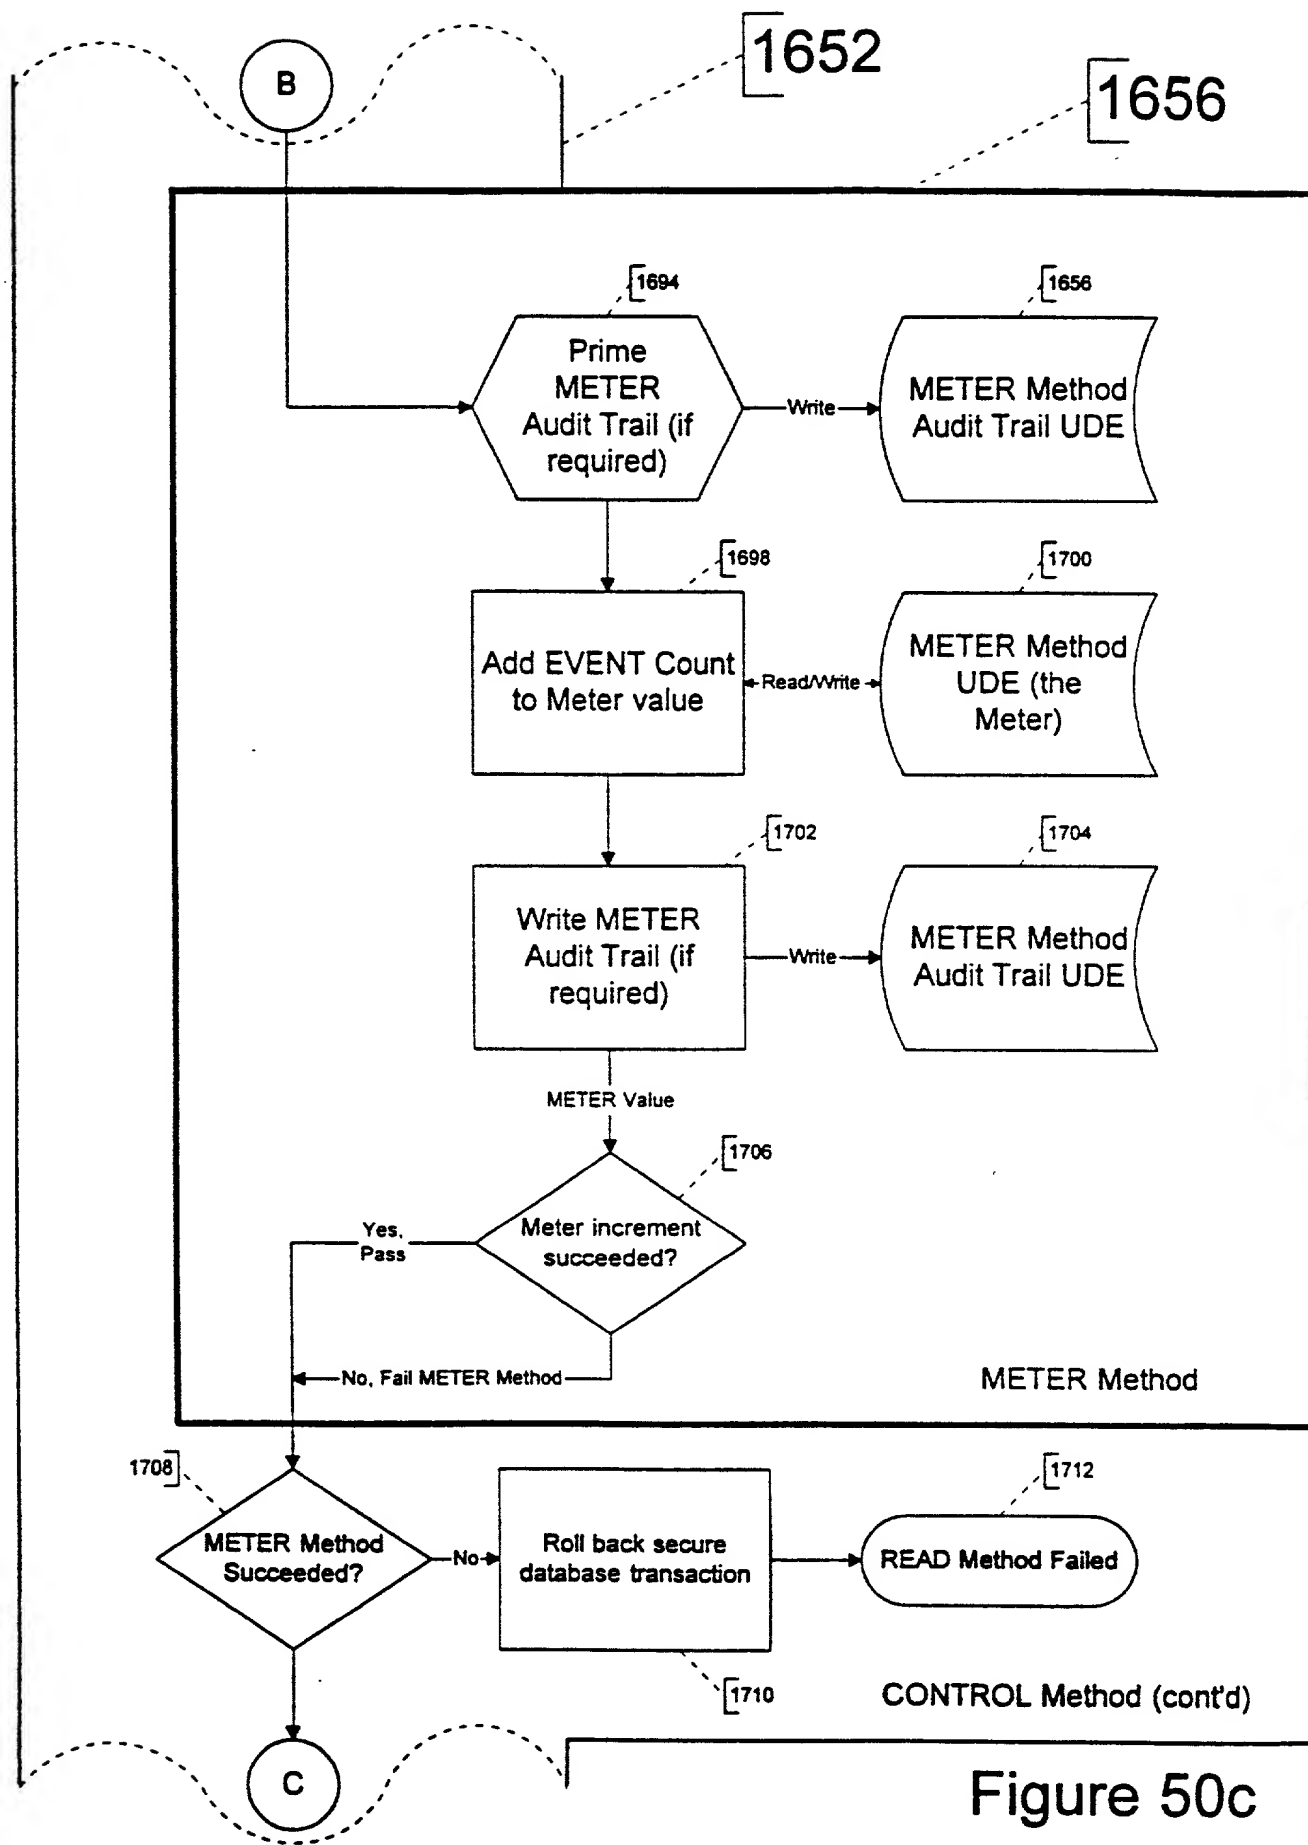 B
1652
1656
1694
1656
Prime
METER
Audit Trail (if
required)
Write
METER Method
Audit Trail UDE
1698
1700
Add EVENT Count
to Meter value
Read/Write
METER Method
UDE (the
Meter)
1702
1704
Write METER
Audit Trail (if
required)
Write
METER Method
Audit Trail UDE
METER Value
1706
Meter increment
succeeded?
Yes,
Pass
No, Fail METER Method
METER Method
1708
1712
METER Method
Succeeded?
No
Roll back secure
database transaction
READ Method Failed
1710
CONTROL Method (cont'd)
C
Figure 50c